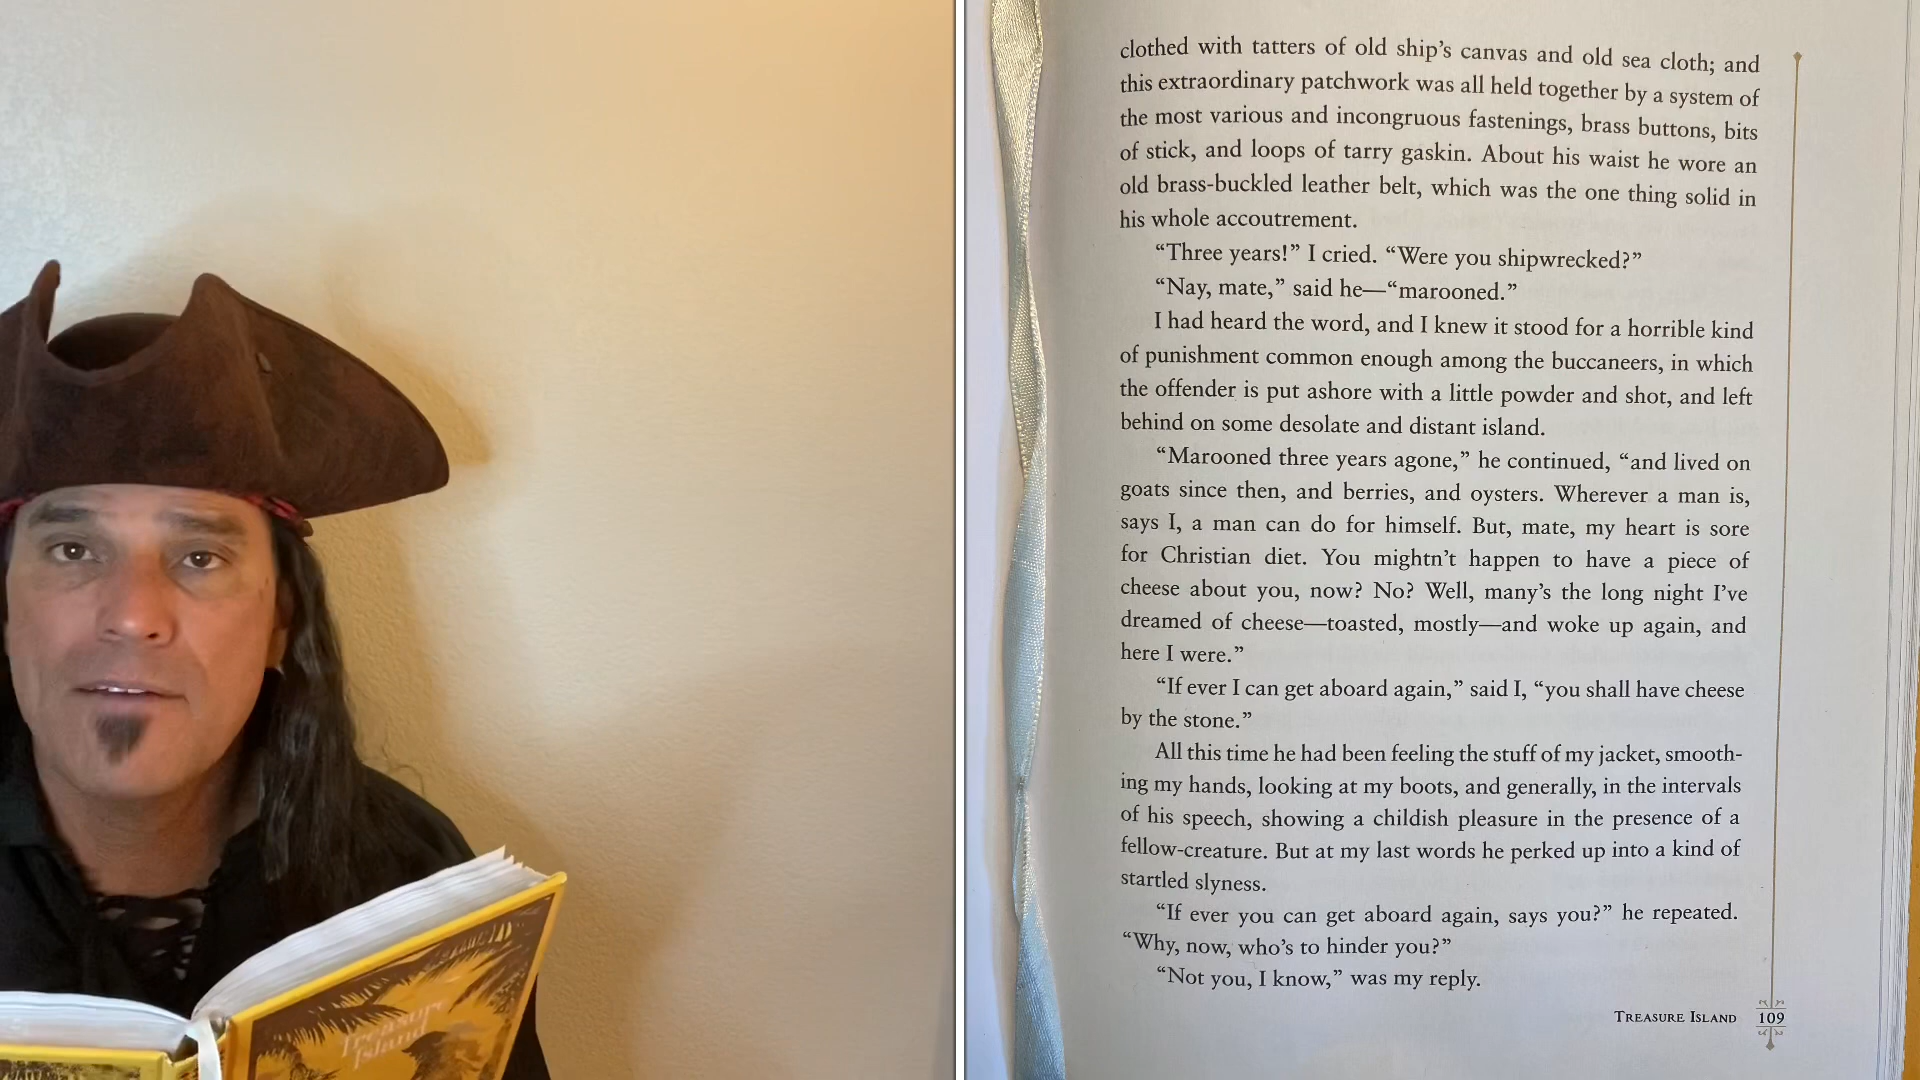 clothed with tatters of old ship's canvas and old sea cloth; and
this extraordinary patchwork was all held together by a system of
the most various and incongruous fastenings, brass buttons, bits
of stick, and loops of tarry gaskin. About his waist he wore an
old brass-buckled leather belt, which was the one thing solid in
his whole accoutrement.
“Three years!” I cried. “Were you shipwrecked?”
“Nay, mate,” said he—“marooned.”
I had heard the word, and I knew it stood for a horrible kind
of punishment common enough among the buccaneers, in which
the offender is put ashore with a little powder and shot, and left
behind on some desolate and distant island.
“Marooned three years agone,” he continued, “and lived on
goats since then, and berries, and oysters. Wherever a man is,
says I, a man can do for himself. But, mate, my heart is sore
for Christian diet. You mightn't happen to have a piece of
cheese about you, now? No? Well, many's the long night I've
dreamed of cheese—toasted, mostly—and woke up again, and
here I were.”
“If ever I can get aboard again,” said I, “you shall have cheese
by the stone.”
All this time he had been feeling the stuff of my jacket, smooth-
ing my hands, looking at my boots, and generally, in the intervals
of his speech, showing a childish pleasure in the presence of a
fellow-creature. But at my last words he perked up into a kind of
startled slyness.
“If ever you can get aboard again, says you?” he repeated.
“Why, now, who's to hinder you?”
“Not you, I know,” was my reply.
TREASURE ISLAND 109
Treasure
Island